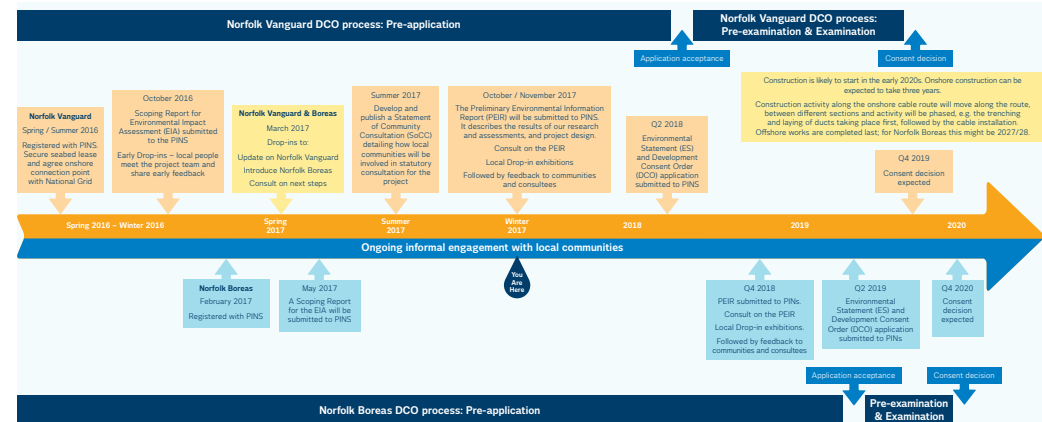 Norfolk Vanguard DCO process: Pre-application
Norfolk Vanguard DCO process:
Pre-examination & Examination
Application acceptance
Consent decision
Construction is likely to start in the early 2020s. Onshore construction can be
expected to take three years.
Construction activity along the onshore cable route will move along the route,
between different sections and activity will be phased, e.g. the trenching
and laying of ducts taking place first, followed by the cable installation.
Offshore works are completed last; for Norfolk Boreas this might be 2027/28.
Norfolk Vanguard
Spring / Summer 2016
Registered with PINS.
Secure seabed lease
and agree onshore
connection point
with National Grid
October 2016
Scoping Report for
Environmental Impact
Assessment (EIA) submitted
to the PINS
Early Drop-ins – local people
meet the project team and
share early feedback
Norfolk Vanguard & Boreas
March 2017
Drop-ins to:
Update on Norfolk Vanguard
Introduce Norfolk Boreas
Consult on next steps
Summer 2017
Develop and
publish a Statement
of Community
Consultation (SoCC)
detailing how local
communities will be
involved in statutory
consultation for the
project
October / November 2017
The Preliminary Environmental Information
Report (PEIR) will be submitted to PINS.
It describes the results of our research
and assessments, and project design.
Consult on the PEIR
Local Drop-in exhibitions
Followed by feedback to communities
and consultees
Q2 2018
Environmental
Statement (ES)
and Development
Consent Order
(DCO) application
submitted to PINS
Q4 2019
Consent decision
expected
Spring 2016 – Winter 2016
Spring
2017
Summer
2017
Winter
2017
2018
2019
2020
Ongoing informal engagement with local communities
You
Are
Here
Norfolk Boreas
February 2017
Registered with PINS
May 2017
A Scoping Report
for the EIA will be
submitted to PINS
Q4 2018
PEIR submitted to PINs.
Consult on the PEIR
Local Drop-in exhibitions.
Followed by feedback to
communities and consultees
Q2 2019
Environmental
Statement (ES) and
Development Consent
Order (DCO) application
submitted to PINs
Q4 2020
Consent
decision
expected
Application acceptance
Consent decision
Norfolk Boreas DCO process: Pre-application
Pre-examination
& Examination